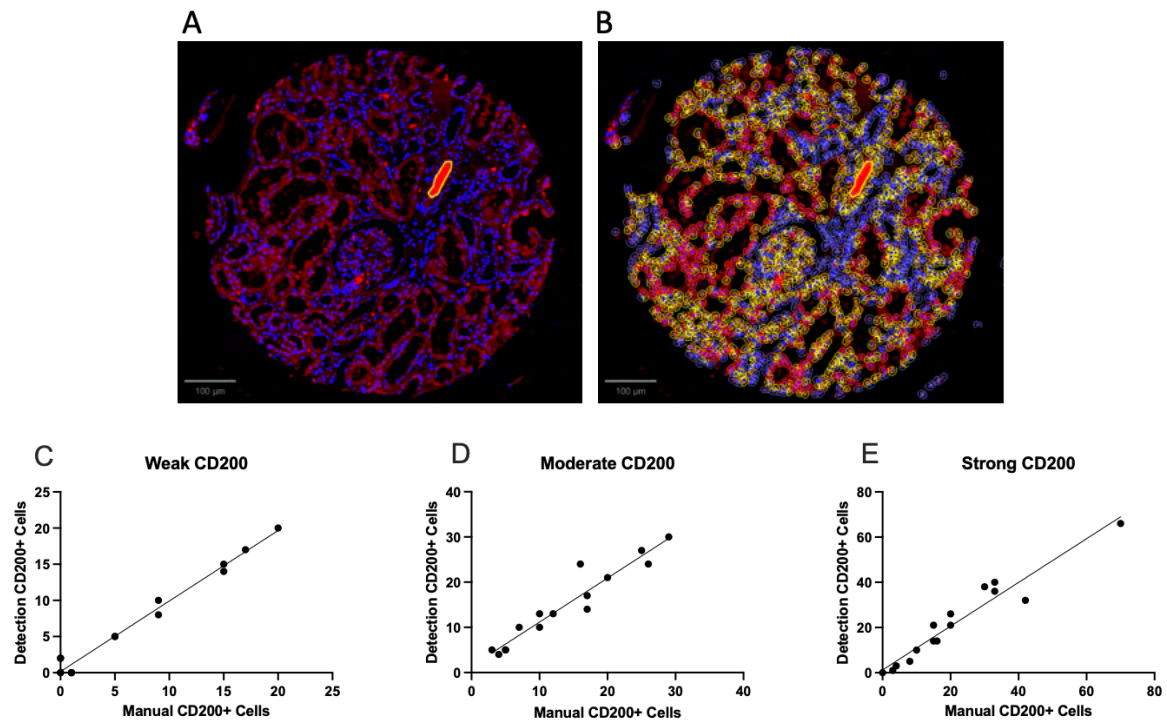 A
B
100 μm
100 μm
C
Weak CD200
Detection CD200+ Cells
25
20
15
10
5
0
0
5
10
15
20
25
Manual CD200+ Cells
D
Moderate CD200
Detection CD200+ Cells
40
30
20
10
0
0
10
20
30
40
Manual CD200+ Cells
E
Strong CD200
Detection CD200+ Cells
80
60
40
20
0
0
20
40
60
80
Manual CD200+ Cells